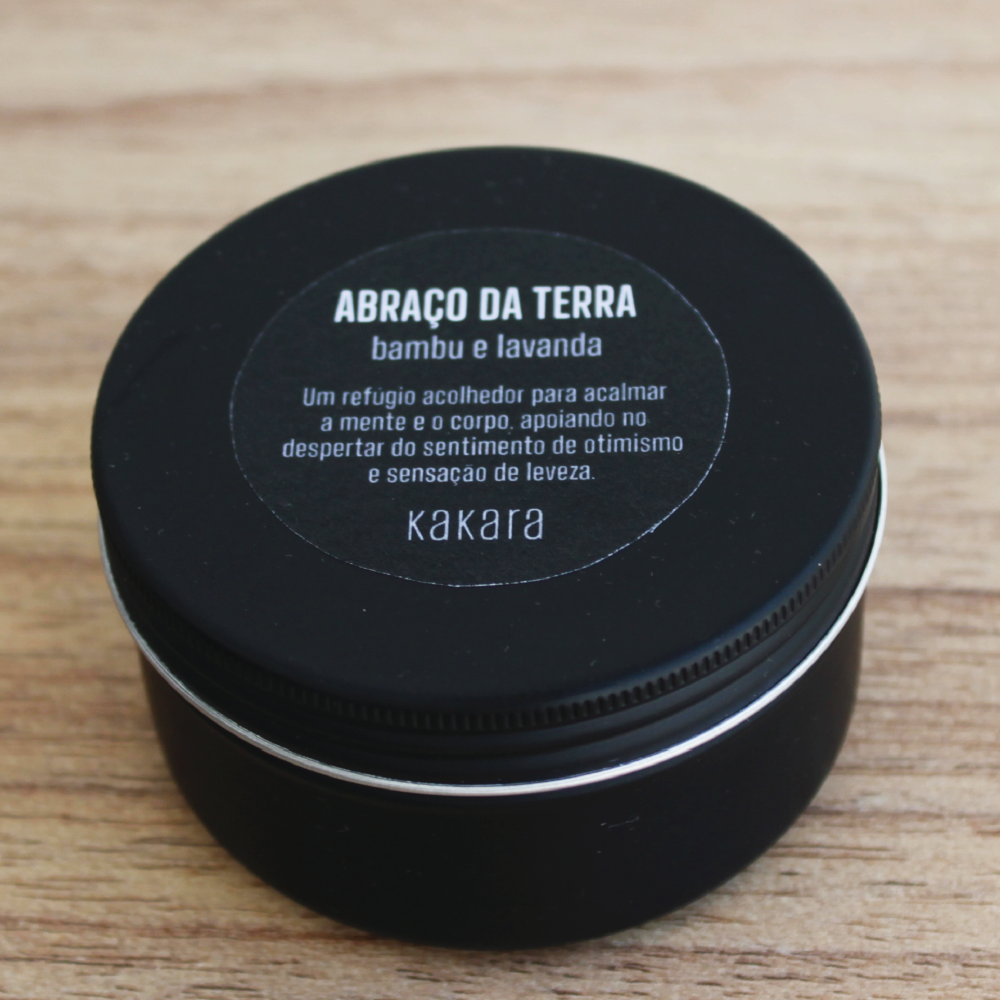 ABRAÇO DA TERRA
bambu e lavanda
Um refúgio acolhedor para acalmar
a mente e o corpo, apoiando no
despertar do sentimento de otimismo
e sensação de leveza.
kakara